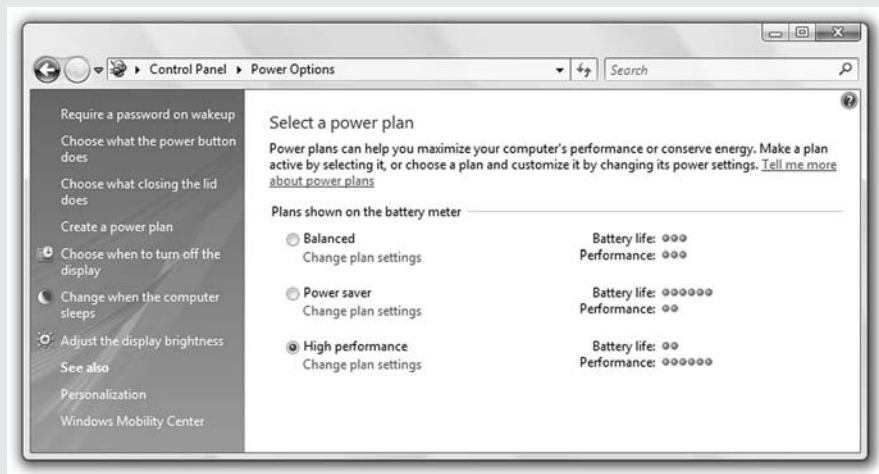 Control Panel Power Options
Search
Require a password on wakeup
Choose what the power button
does
Choose what closing the lid
does
Create a power plan
Choose when to turn off the
display
Change when the computer
sleeps
Adjust the display brightness
See also
Personalization
Windows Mobility Center
Select a power plan
Power plans can help you maximize your computer's performance or conserve energy. Make a plan
active by selecting it, or choose a plan and customize it by changing its power settings. Tell me more
about power plans
Plans shown on the battery meter
Balanced Battery life:
Change plan settings Performance:
Power saver Battery life:
Change plan settings Performance:
High performance Battery life:
Change plan settings Performance: